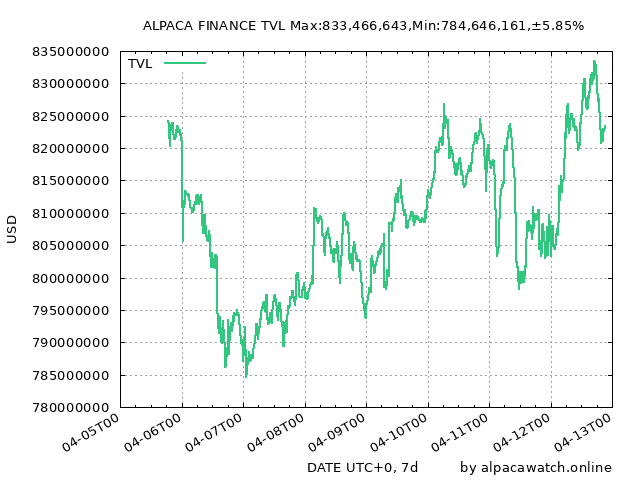 ALPACA FINANCE TVL Max:833,466,643,Min:784,646,161,±5.85%
835000000
TVL
830000000
825000000
820000000
815000000
810000000
805000000
800000000
795000000
790000000
785000000
780000000
USD
04-05T00
04-06T00
04-07T00
04-08T00
04-09T00
04-10T00
04-11T00
04-12T00
04-13T00
DATE UTC+0, 7d
by alpacawatch.online